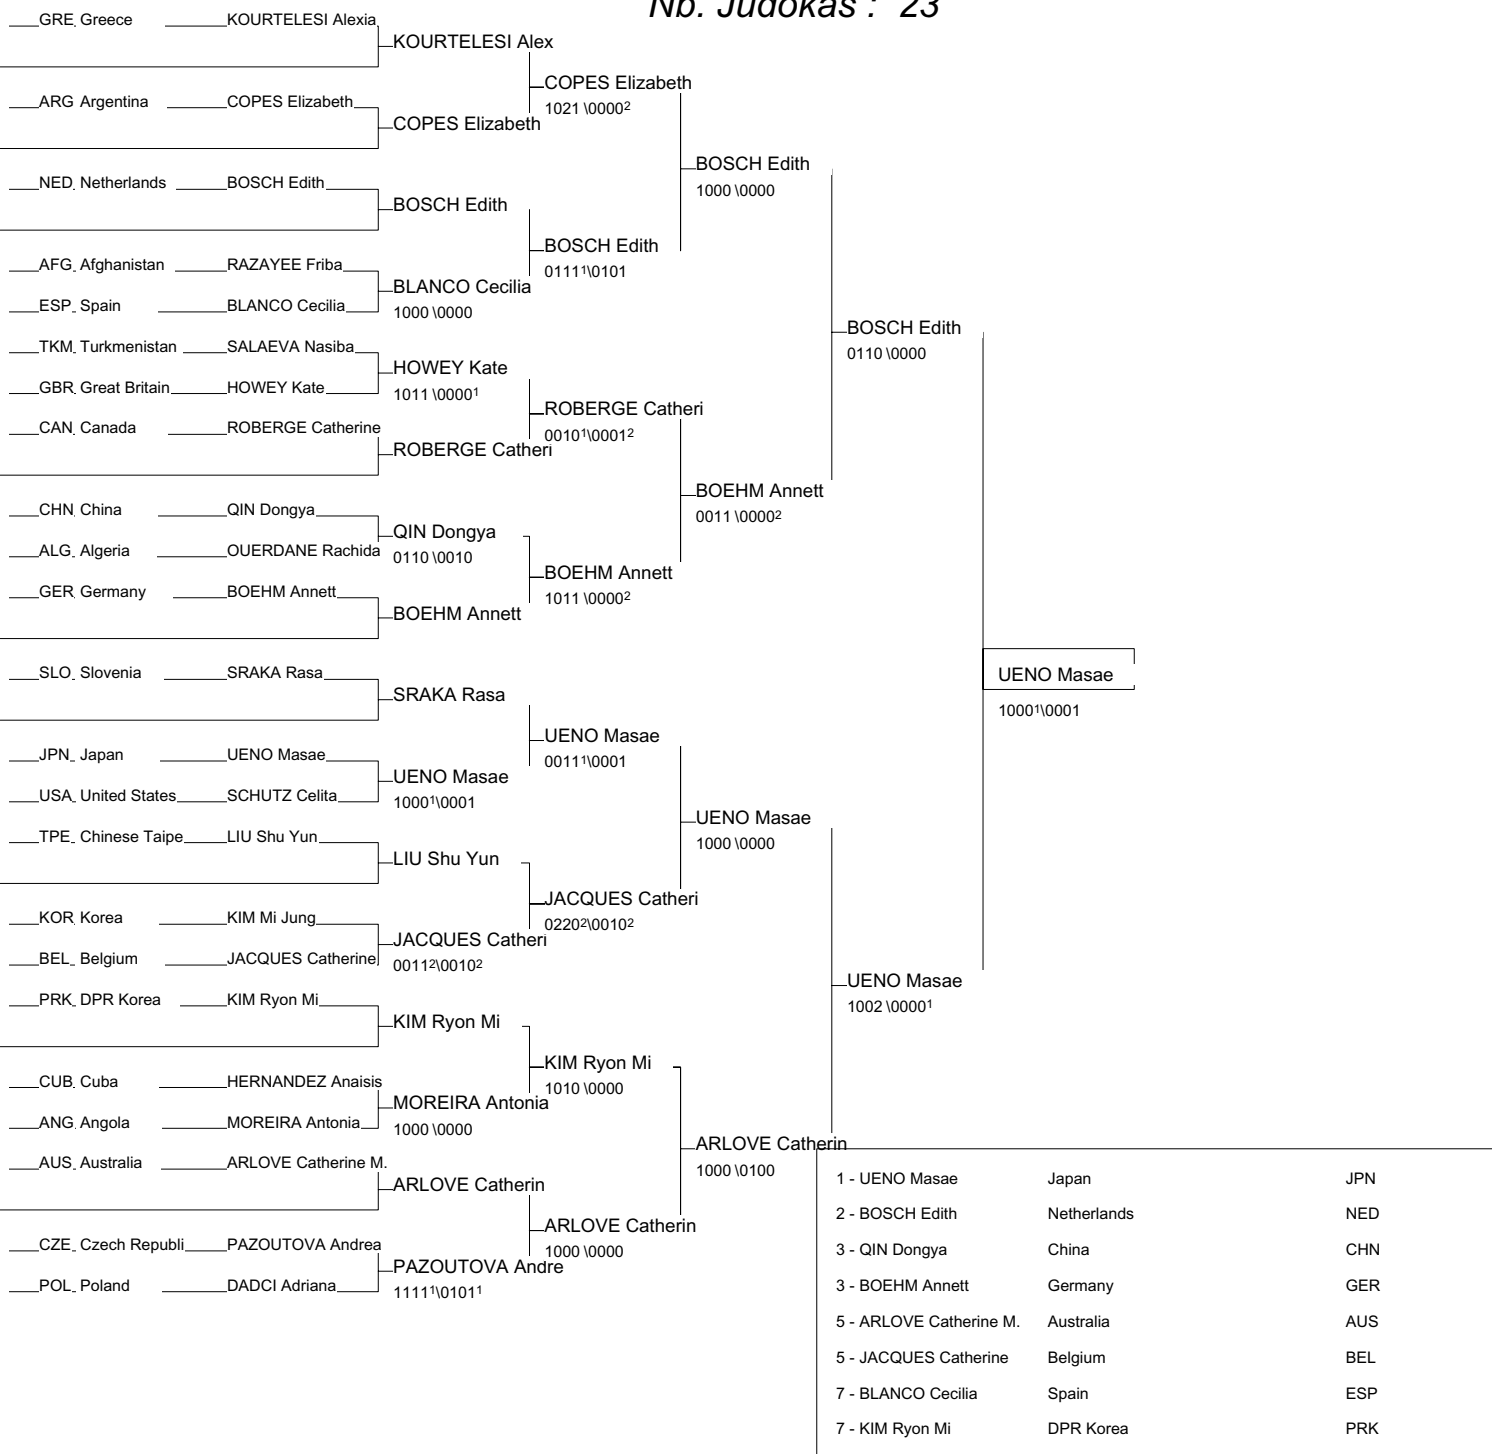 Nb. Judokas : 23
GRE Greece KOURTELESI Alexia
KOURTELESI Alex
COPES Elizabeth
1021 \0000²
ARG Argentina COPES Elizabeth
COPES Elizabeth
BOSCH Edith
1000 \0000
NED Netherlands BOSCH Edith
BOSCH Edith
BOSCH Edith
0111¹\0101
AFG Afghanistan RAZAYEE Friba
BLANCO Cecilia
1000 \0000
ESP Spain BLANCO Cecilia
BOSCH Edith
0110 \0000
TKM Turkmenistan SALAEVA Nasiba
HOWEY Kate
1011 \0000¹
GBR Great Britain HOWEY Kate
ROBERGE Catheri
0010¹\0001²
CAN Canada ROBERGE Catherine
ROBERGE Catheri
BOEHM Annett
0011 \0000²
CHN China QIN Dongya
QIN Dongya
0110 \0010
ALG Algeria OUERDANE Rachida
BOEHM Annett
1011 \0000²
GER Germany BOEHM Annett
BOEHM Annett
SLO Slovenia SRAKA Rasa
UENO Masae
1000¹\0001
SRAKA Rasa
UENO Masae
0011¹\0001
JPN Japan UENO Masae
UENO Masae
1000¹\0001
USA United States SCHUTZ Celita
UENO Masae
1000 \0000
TPE Chinese Taipe LIU Shu Yun
LIU Shu Yun
JACQUES Catheri
0220²\0010²
KOR Korea KIM Mi Jung
JACQUES Catheri
0011²\0010²
BEL Belgium JACQUES Catherine
UENO Masae
1002 \0000¹
PRK DPR Korea KIM Ryon Mi
KIM Ryon Mi
KIM Ryon Mi
1010 \0000
CUB Cuba HERNANDEZ Anaisis
MOREIRA Antonia
1000 \0000
ANG Angola MOREIRA Antonia
ARLOVE Catherin
1000 \0100
AUS Australia ARLOVE Catherine M.
ARLOVE Catherin
ARLOVE Catherin
1000 \0000
CZE Czech Republi PAZOUTOVA Andrea
PAZOUTOVA Andre
1111¹\0101¹
POL Poland DADCI Adriana
1 - UENO Masae Japan JPN
2 - BOSCH Edith Netherlands NED
3 - QIN Dongya China CHN
3 - BOEHM Annett Germany GER
5 - ARLOVE Catherine M. Australia AUS
5 - JACQUES Catherine Belgium BEL
7 - BLANCO Cecilia Spain ESP
7 - KIM Ryon Mi DPR Korea PRK